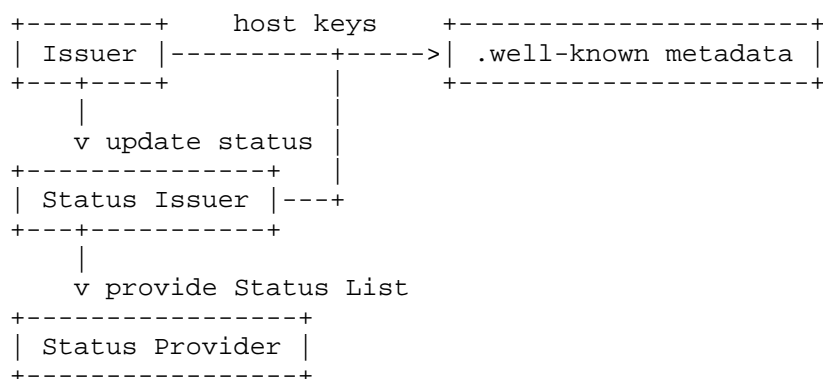 host keys
Issuer
.well-known metadata
v update status
Status Issuer
v provide Status List
Status Provider